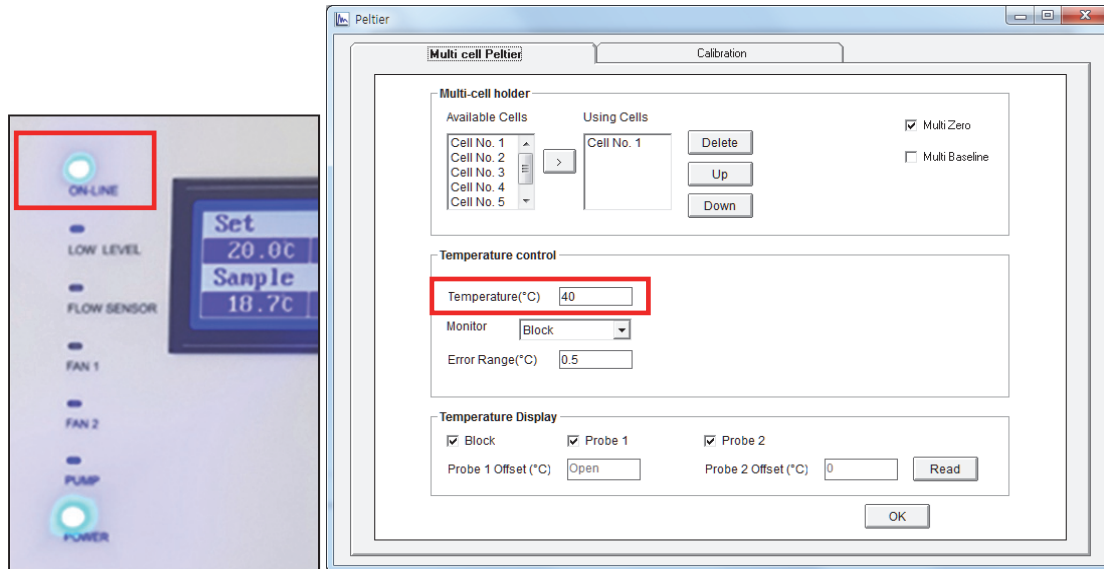 ON-LINE
LOW LEVEL
FLOW SENSOR
FAN 1
FAN 2
PUMP
POWER
Set
20.0℃
Sample
18.7℃
Peltier
Multi cell Peltier
Calibration
Multi-cell holder
Available Cells
Using Cells
Cell No. 1
Cell No. 2
Cell No. 3
Cell No. 4
Cell No. 5
>
Cell No. 1
Delete
Up
Down
Multi Zero
Multi Baseline
Temperature control
Temperature(°C) 40
Monitor Block
Error Range(°C) 0.5
Temperature Display
Block Probe 1 Probe 2
Probe 1 Offset (°C) Open Probe 2 Offset (°C) 0 Read
OK